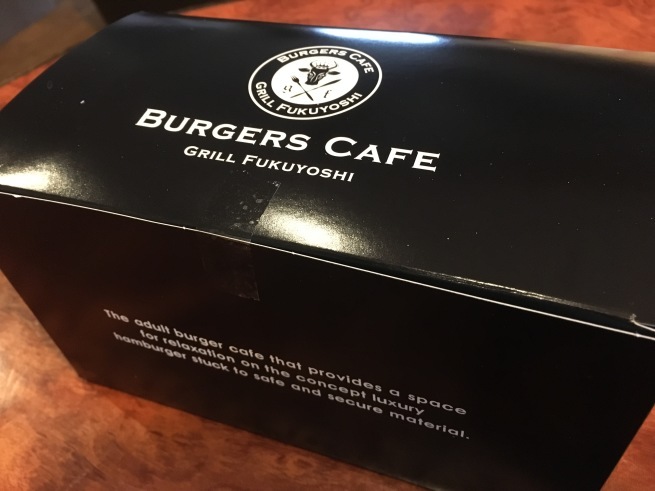 BURGERS CAFE
g f
GRILL FUKUYOSHI
BURGERS CAFE
GRILL FUKUYOSHI
The adult burger cafe that provides a space
for relaxation on the concept luxury
hamburger stuck to safe and secure material.